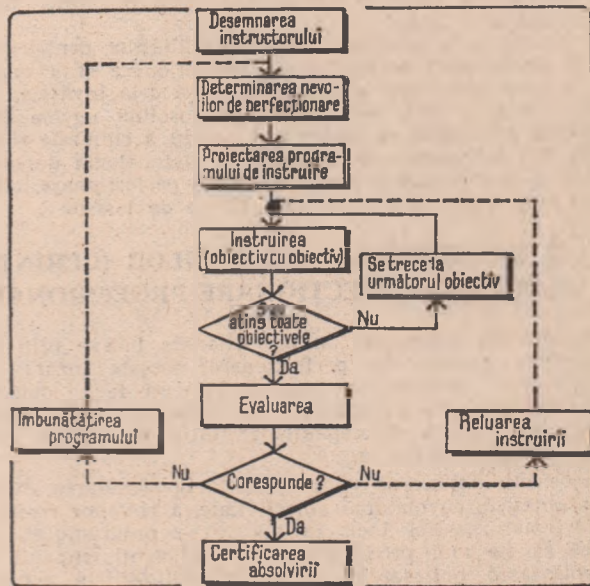 Desemnarea
instructorului
Determinarea nevo-
ilor de perfecționare
Proiectarea progra-
mului de instruire
Instruirea
(obiectiv cu obiectiv)
Se trece la
următorul obiectiv
S-au
atins toate
obiectivele
?
Nu
Da
Evaluarea
Îmbunătățirea
programului
Reluarea
instruirii
Nu
Corespunde?
Nu
Da
Certificarea
absolvirii